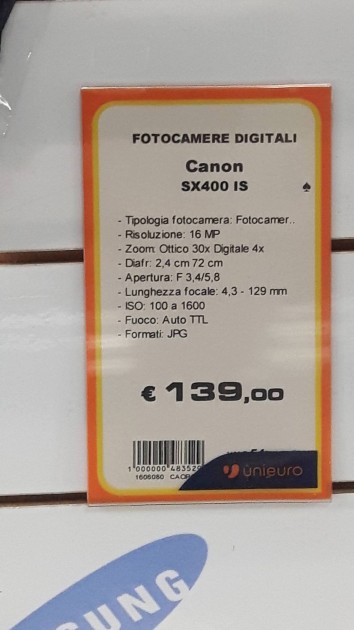 FOTOCAMERE DIGITALI
Canon
SX400 IS
- Tipologia fotocamera: Fotocamer..
- Risoluzione: 16 MP
- Zoom: Ottico 30x Digitale 4x
- Diafr: 2,4 cm 72 cm
- Apertura: F 3,4/5,8
- Lunghezza focale: 4,3 - 129 mm
- ISO: 100 a 1600
- Fuoco: Auto TTL
- Formati: JPG
€ 139,00
unieuro
1606080
SUNG